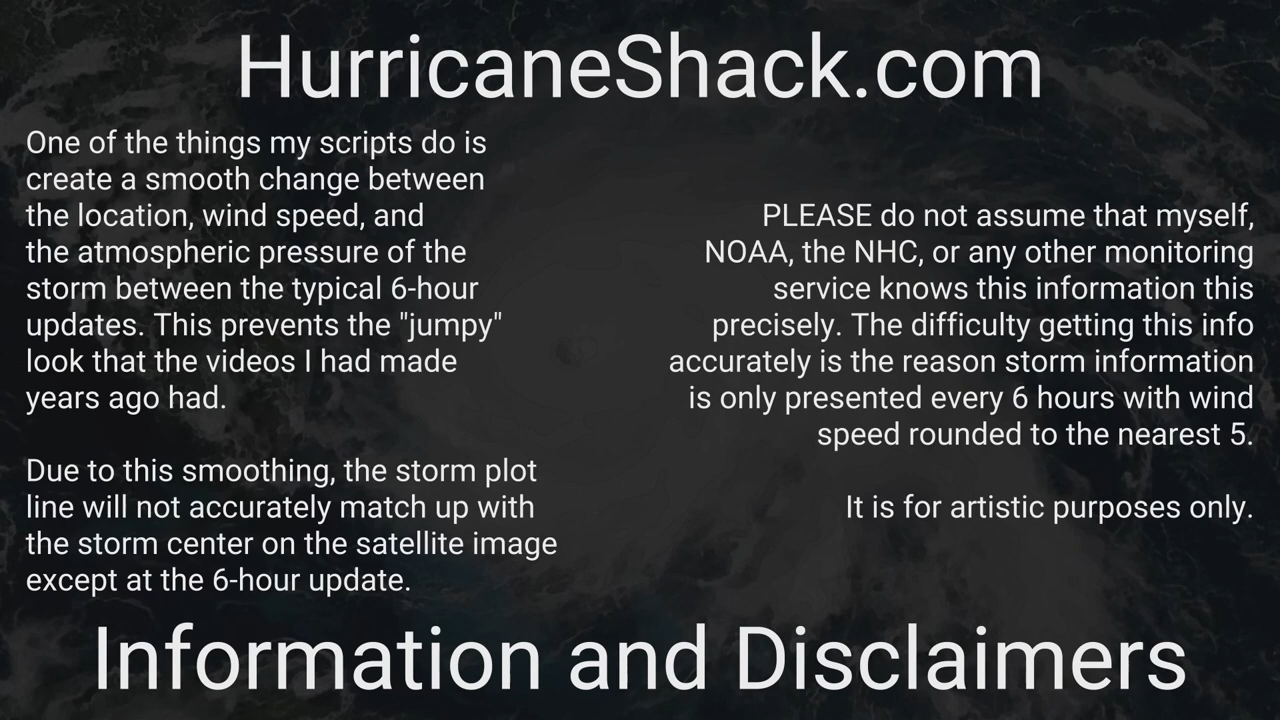 HurricaneShack.com
One of the things my scripts do is
create a smooth change between
the location, wind speed, and
the atmospheric pressure of the
storm between the typical 6-hour
updates. This prevents the "jumpy"
look that the videos I had made
years ago had.
Due to this smoothing, the storm plot
line will not accurately match up with
the storm center on the satellite image
except at the 6-hour update.
PLEASE do not assume that myself,
NOAA, the NHC, or any other monitoring
service knows this information this
precisely. The difficulty getting this info
accurately is the reason storm information
is only presented every 6 hours with wind
speed rounded to the nearest 5.
It is for artistic purposes only.
Information and Disclaimers